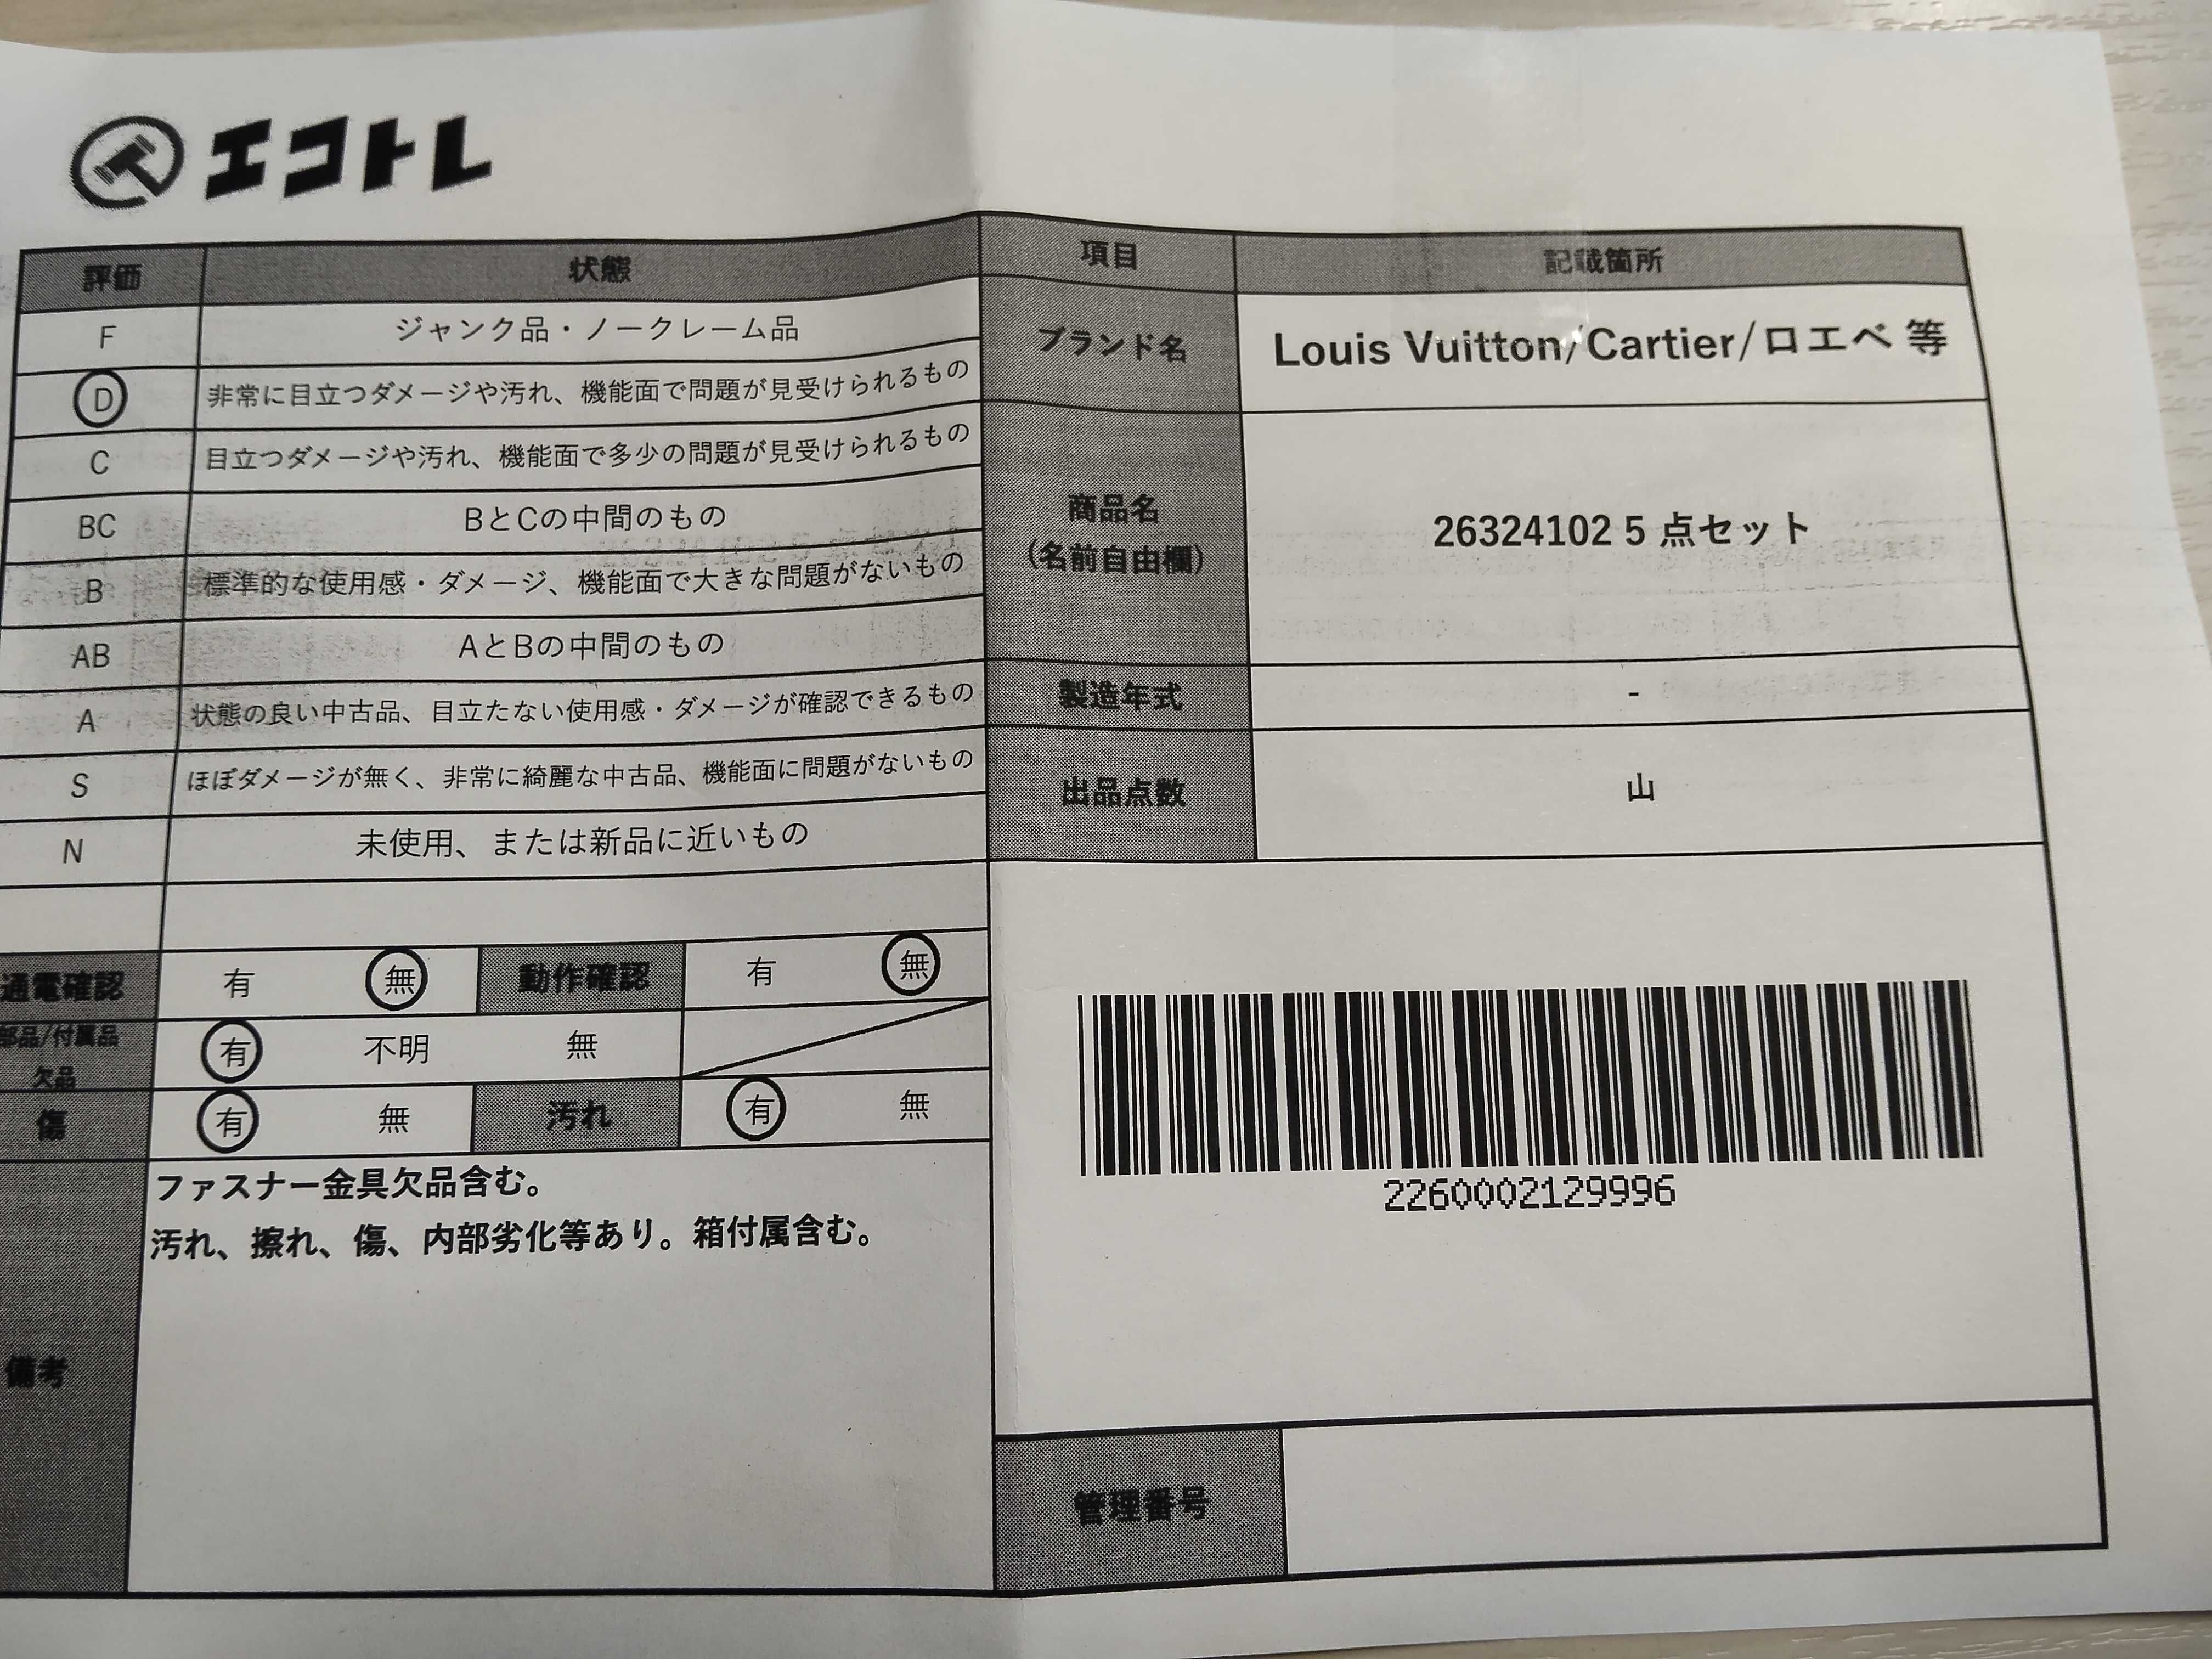 エコトレ
評価 状態
F ジャンク品・ノークレーム品
D 非常に目立つダメージや汚れ、機能面で問題が見受けられるもの
C 目立つダメージや汚れ、機能面で多少の問題が見受けられるもの
BC BとCの中間のもの
B 標準的な使用感・ダメージ、機能面で大きな問題がないもの
AB AとBの中間のもの
A 状態の良い中古品、目立たない使用感・ダメージが確認できるもの
S ほぼダメージが無く、非常に綺麗な中古品、機能面に問題がないもの
N 未使用、または新品に近いもの
通電確認 有 無 動作確認 有 無
部品/付属品
欠品 有 不明 無
傷 有 無 汚れ 有 無
備考
ファスナー金具欠品含む。
汚れ、擦れ、傷、内部劣化等あり。箱付属含む。
項目 記載箇所
ブランド名 Louis Vuitton/Cartier/ロエベ 等
商品名
(名前自由欄) 26324102 5 点セット
製造年式 -
出品点数 山
2260002129996
管理番号